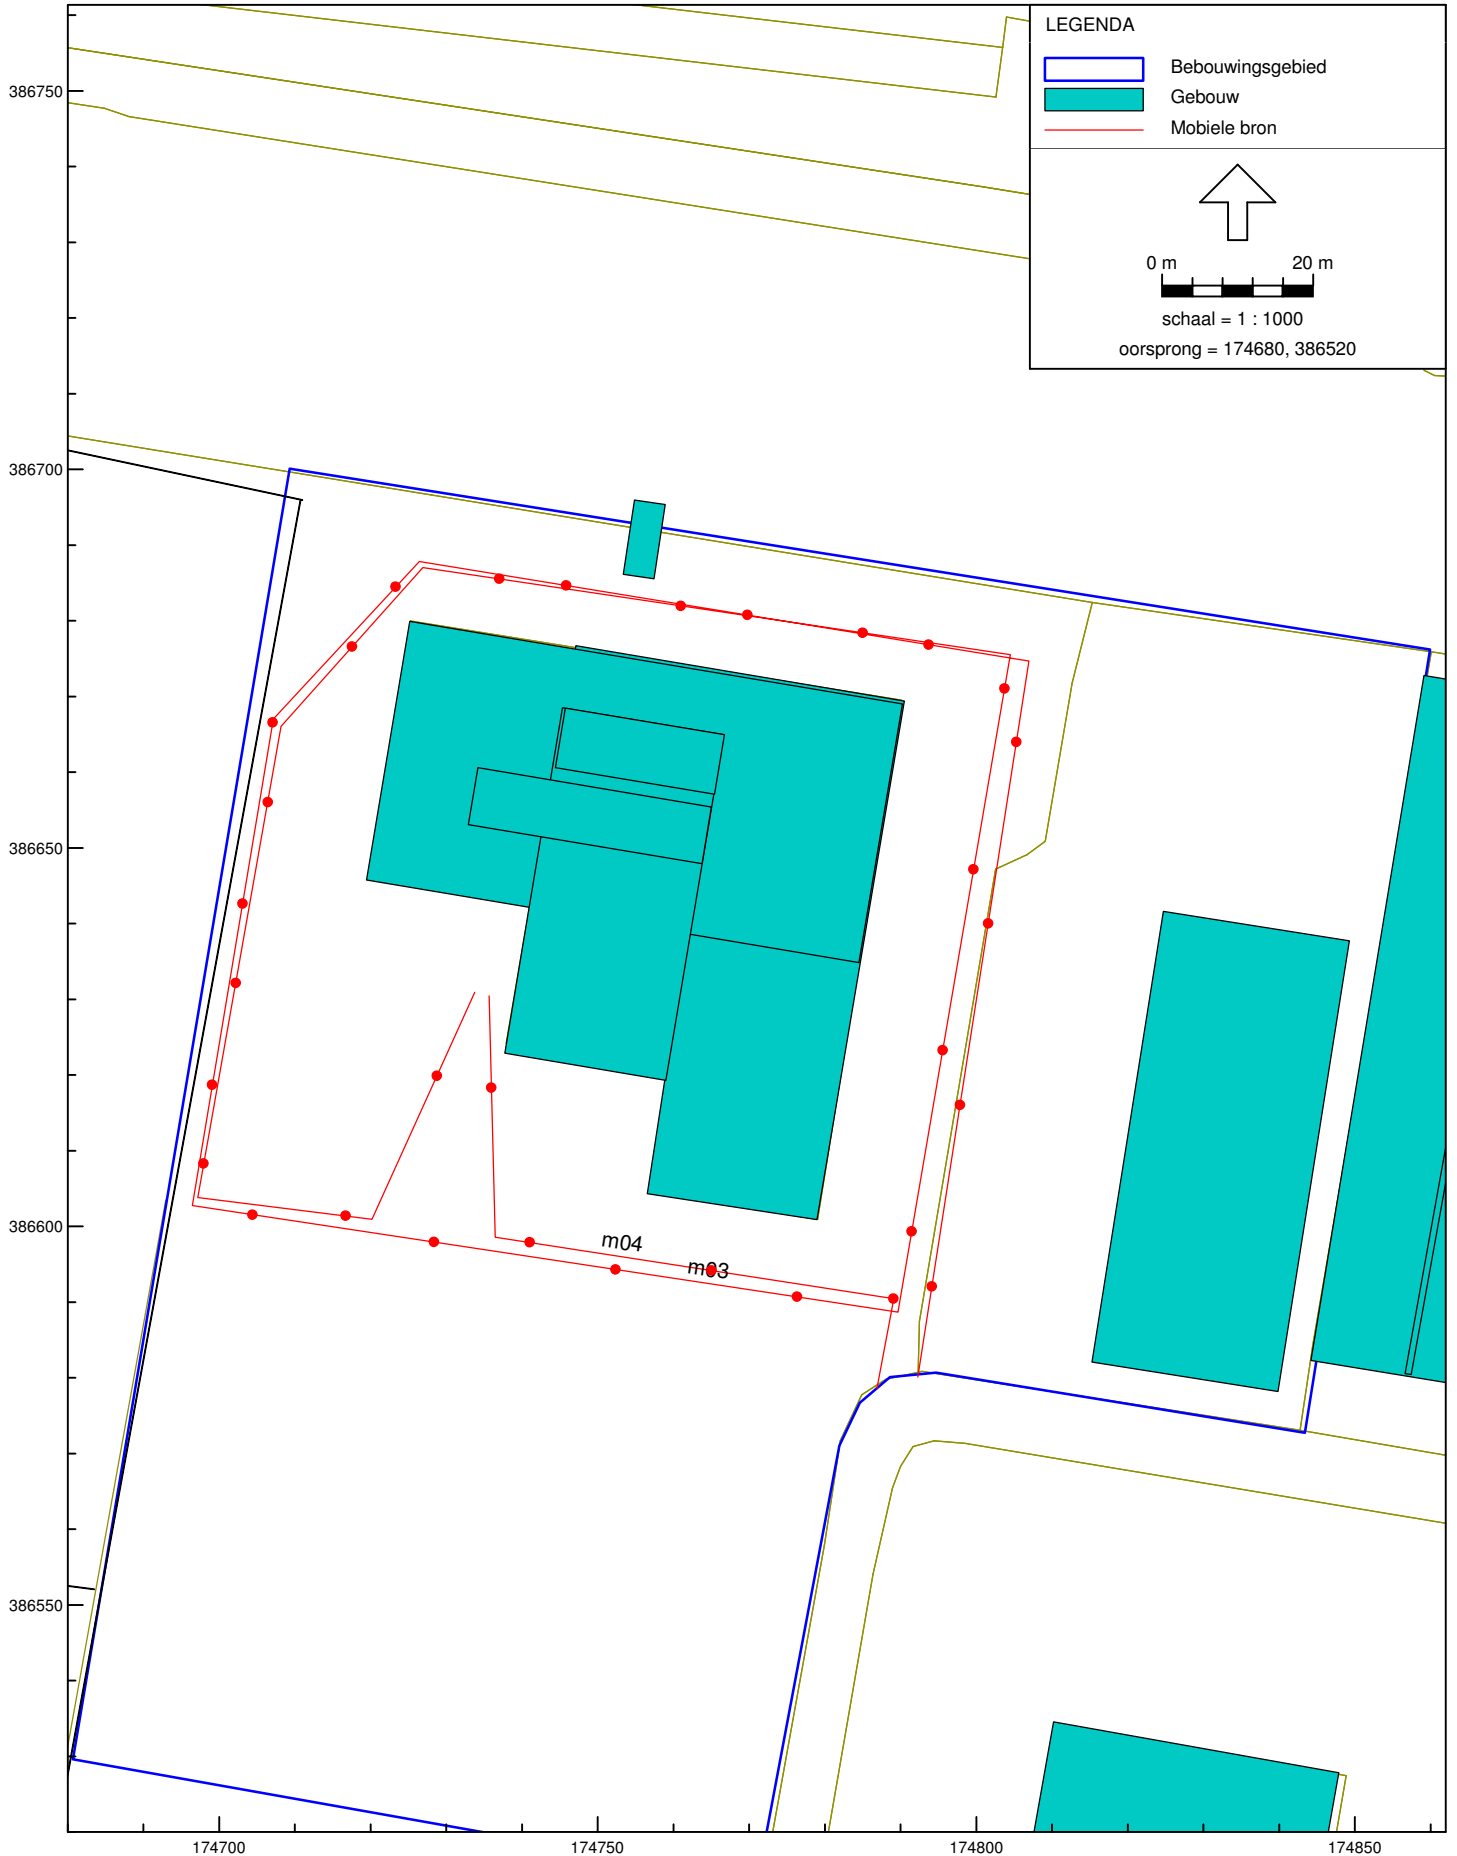 LEGENDA
Bebouwingsgebied
Gebouw
Mobiele bron
0 m 20 m
schaal = 1 : 1000
oorsprong = 174680, 386520
386750
386700
386650
386600
386550
m04
m03
174700 174750 174800 174850